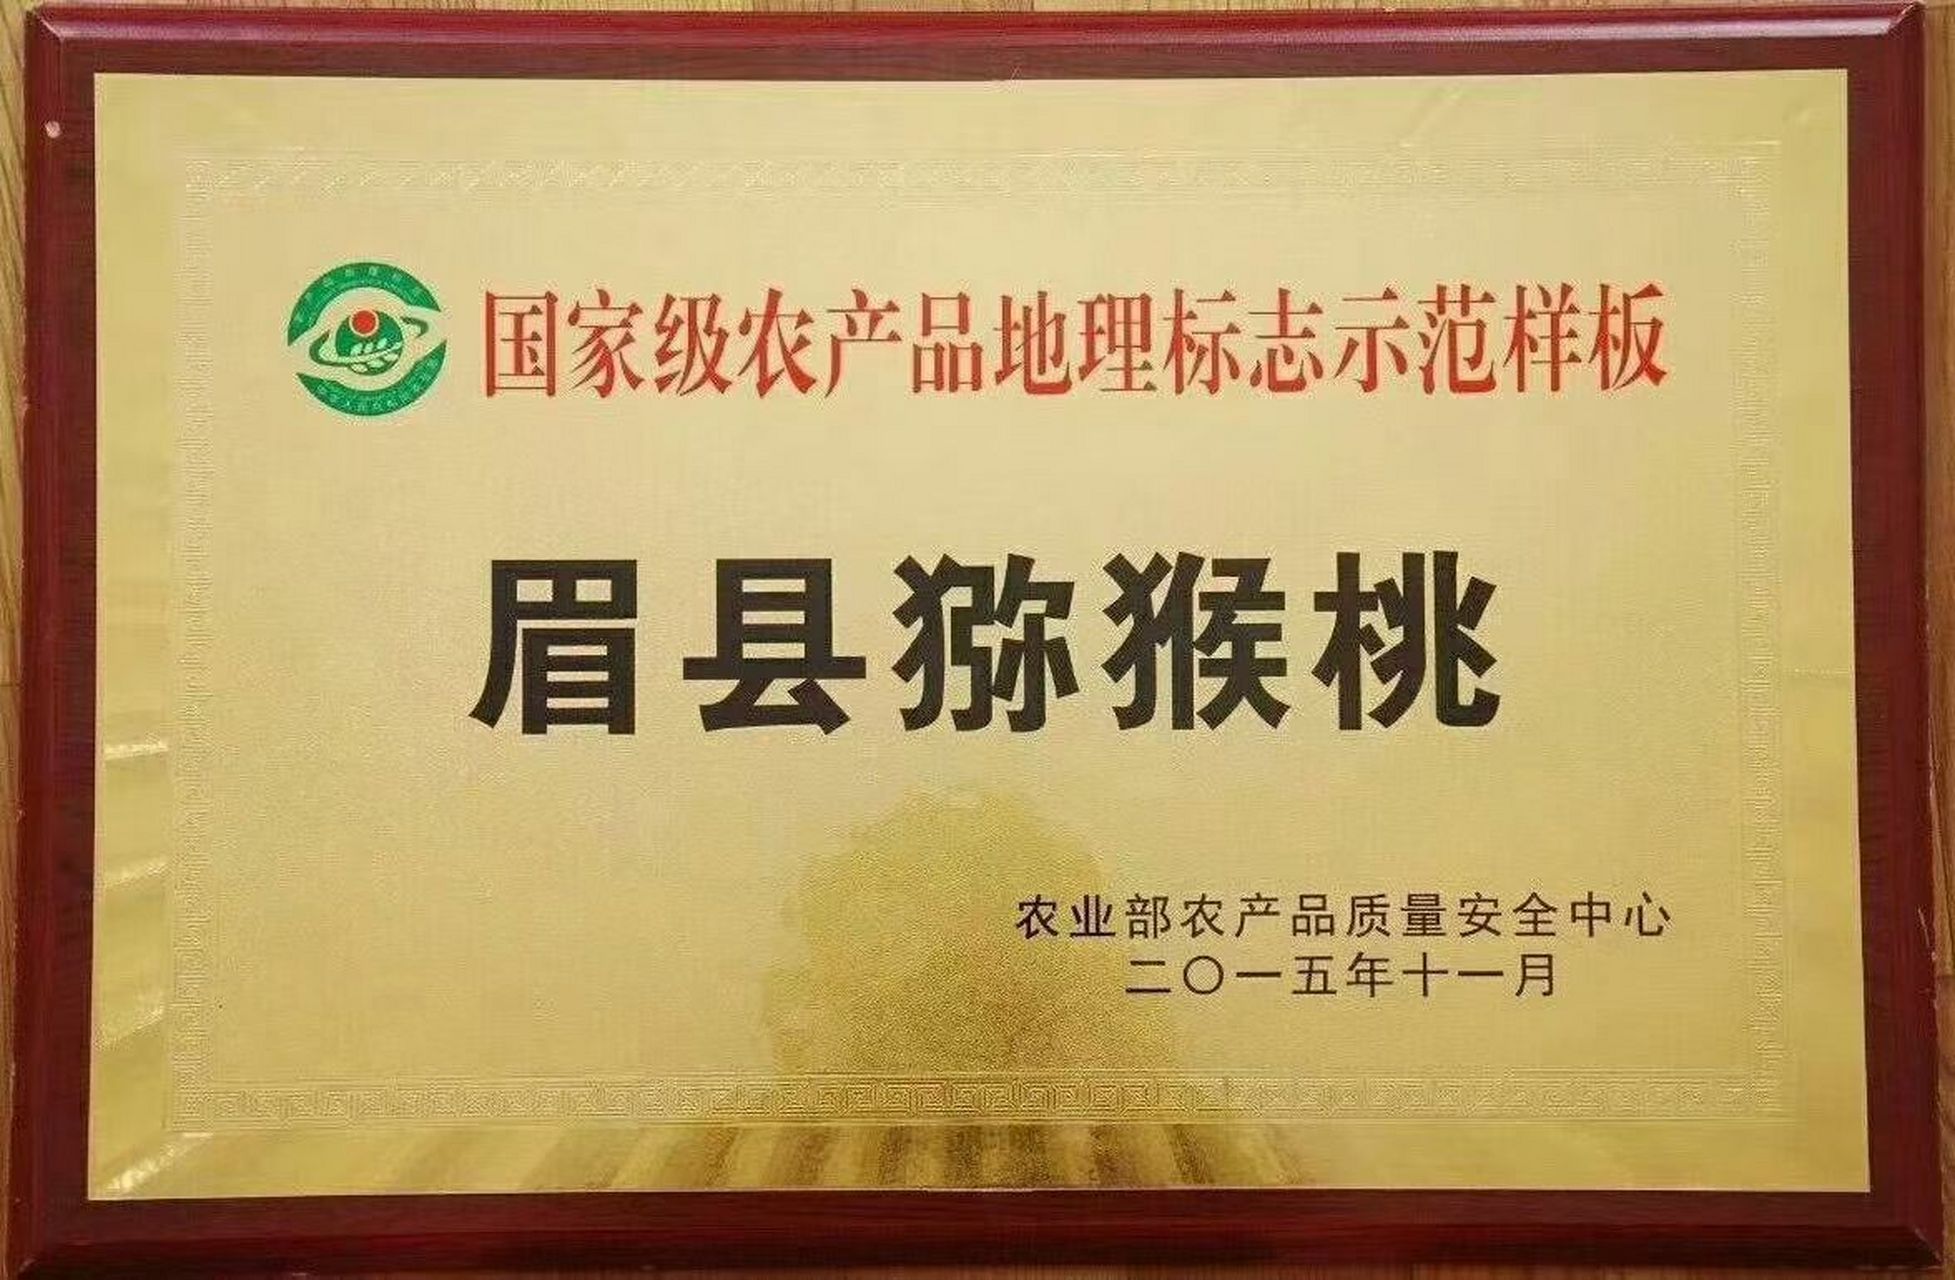 国家级农产品地理标志示范样板
眉县猕猴桃
农业部农产品质量安全中心
二〇一五年十一月